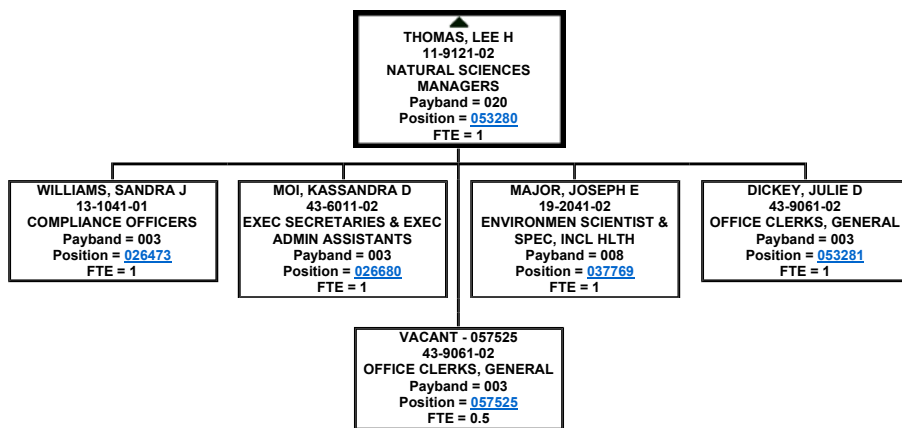 THOMAS, LEE H
11-9121-02
NATURAL SCIENCES
MANAGERS
Payband = 020
Position = 053280
FTE = 1
WILLIAMS, SANDRA J
13-1041-01
COMPLIANCE OFFICERS
Payband = 003
Position = 026473
FTE = 1
MOI, KASSANDRA D
43-6011-02
EXEC SECRETARIES & EXEC
ADMIN ASSISTANTS
Payband = 003
Position = 026680
FTE = 1
MAJOR, JOSEPH E
19-2041-02
ENVIRONMEN SCIENTIST &
SPEC, INCL HLTH
Payband = 008
Position = 037769
FTE = 1
DICKEY, JULIE D
43-9061-02
OFFICE CLERKS, GENERAL
Payband = 003
Position = 053281
FTE = 1
VACANT - 057525
43-9061-02
OFFICE CLERKS, GENERAL
Payband = 003
Position = 057525
FTE = 0.5